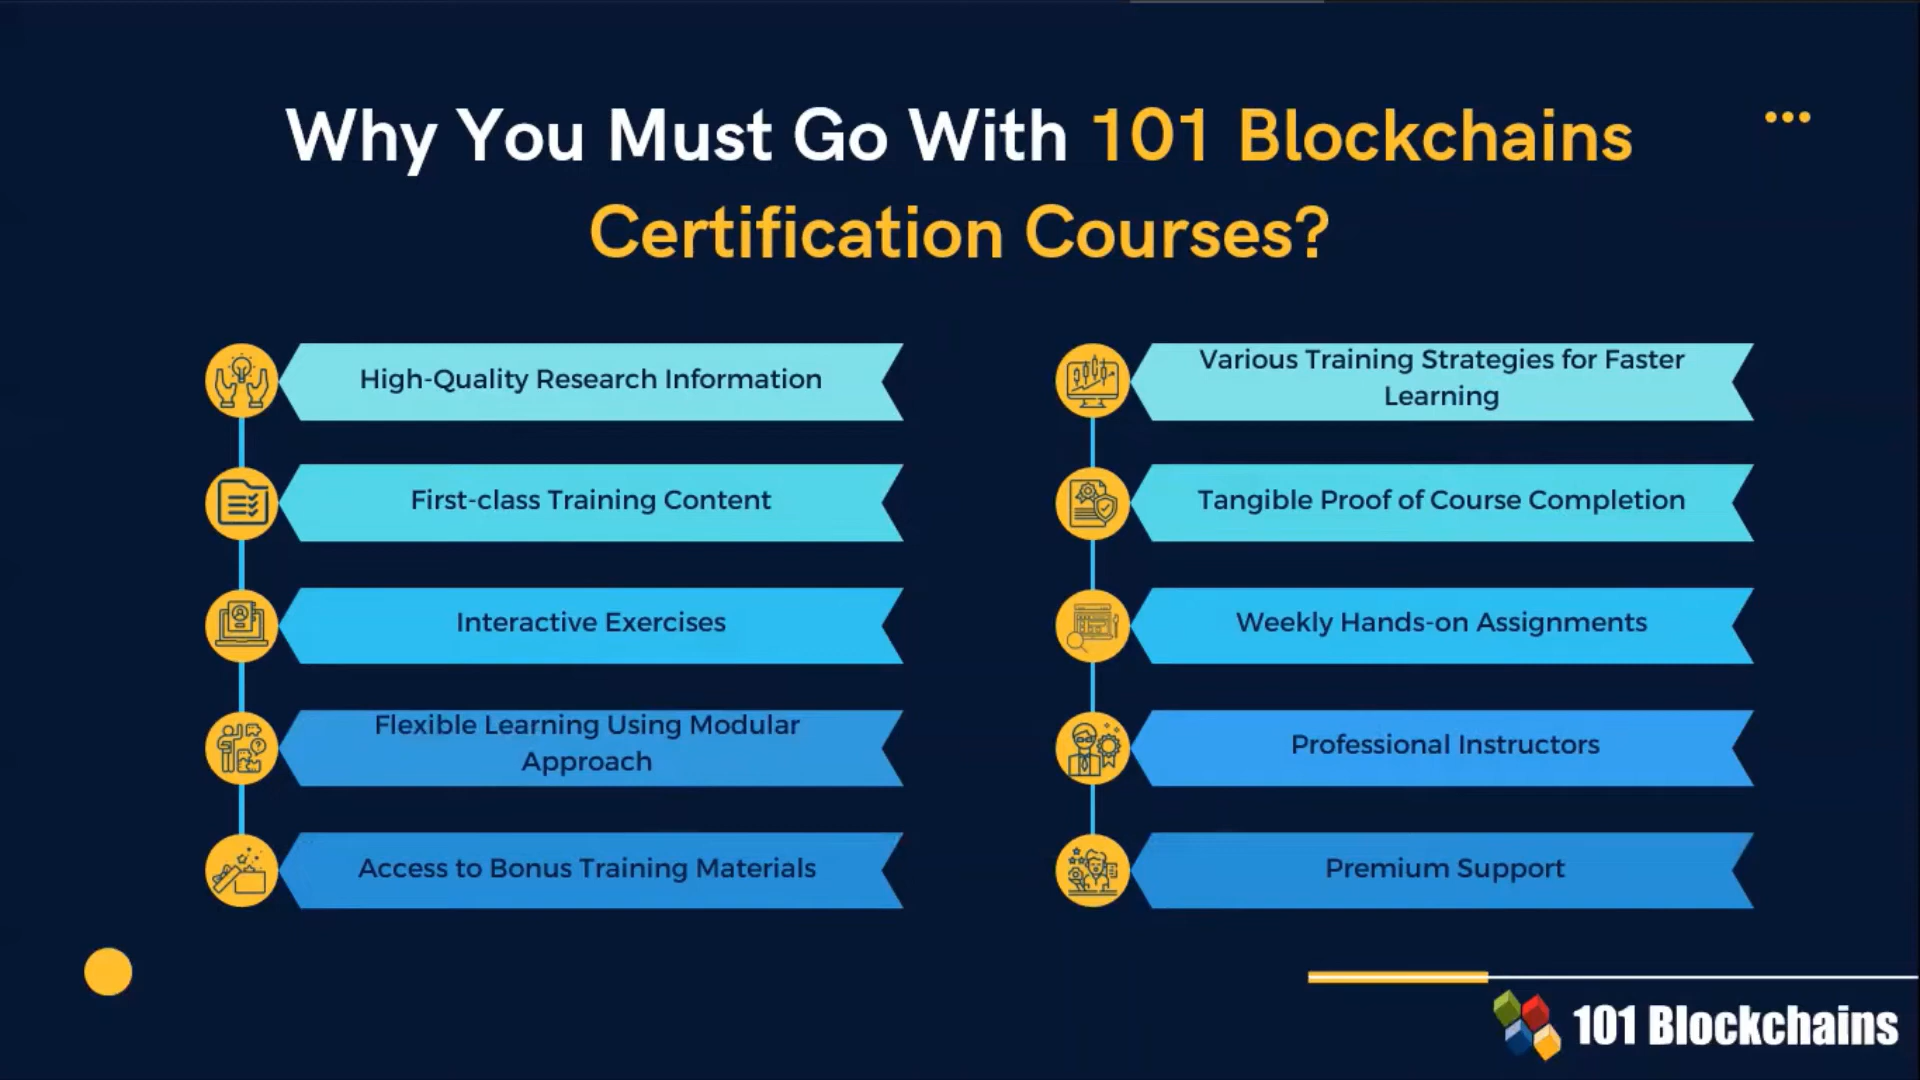 Why You Must Go With 101 Blockchains
Certification Courses?
High-Quality Research Information
First-class Training Content
Interactive Exercises
Flexible Learning Using Modular
Approach
Access to Bonus Training Materials
Various Training Strategies for Faster
Learning
Tangible Proof of Course Completion
Weekly Hands-on Assignments
Professional Instructors
Premium Support
101 Blockchains